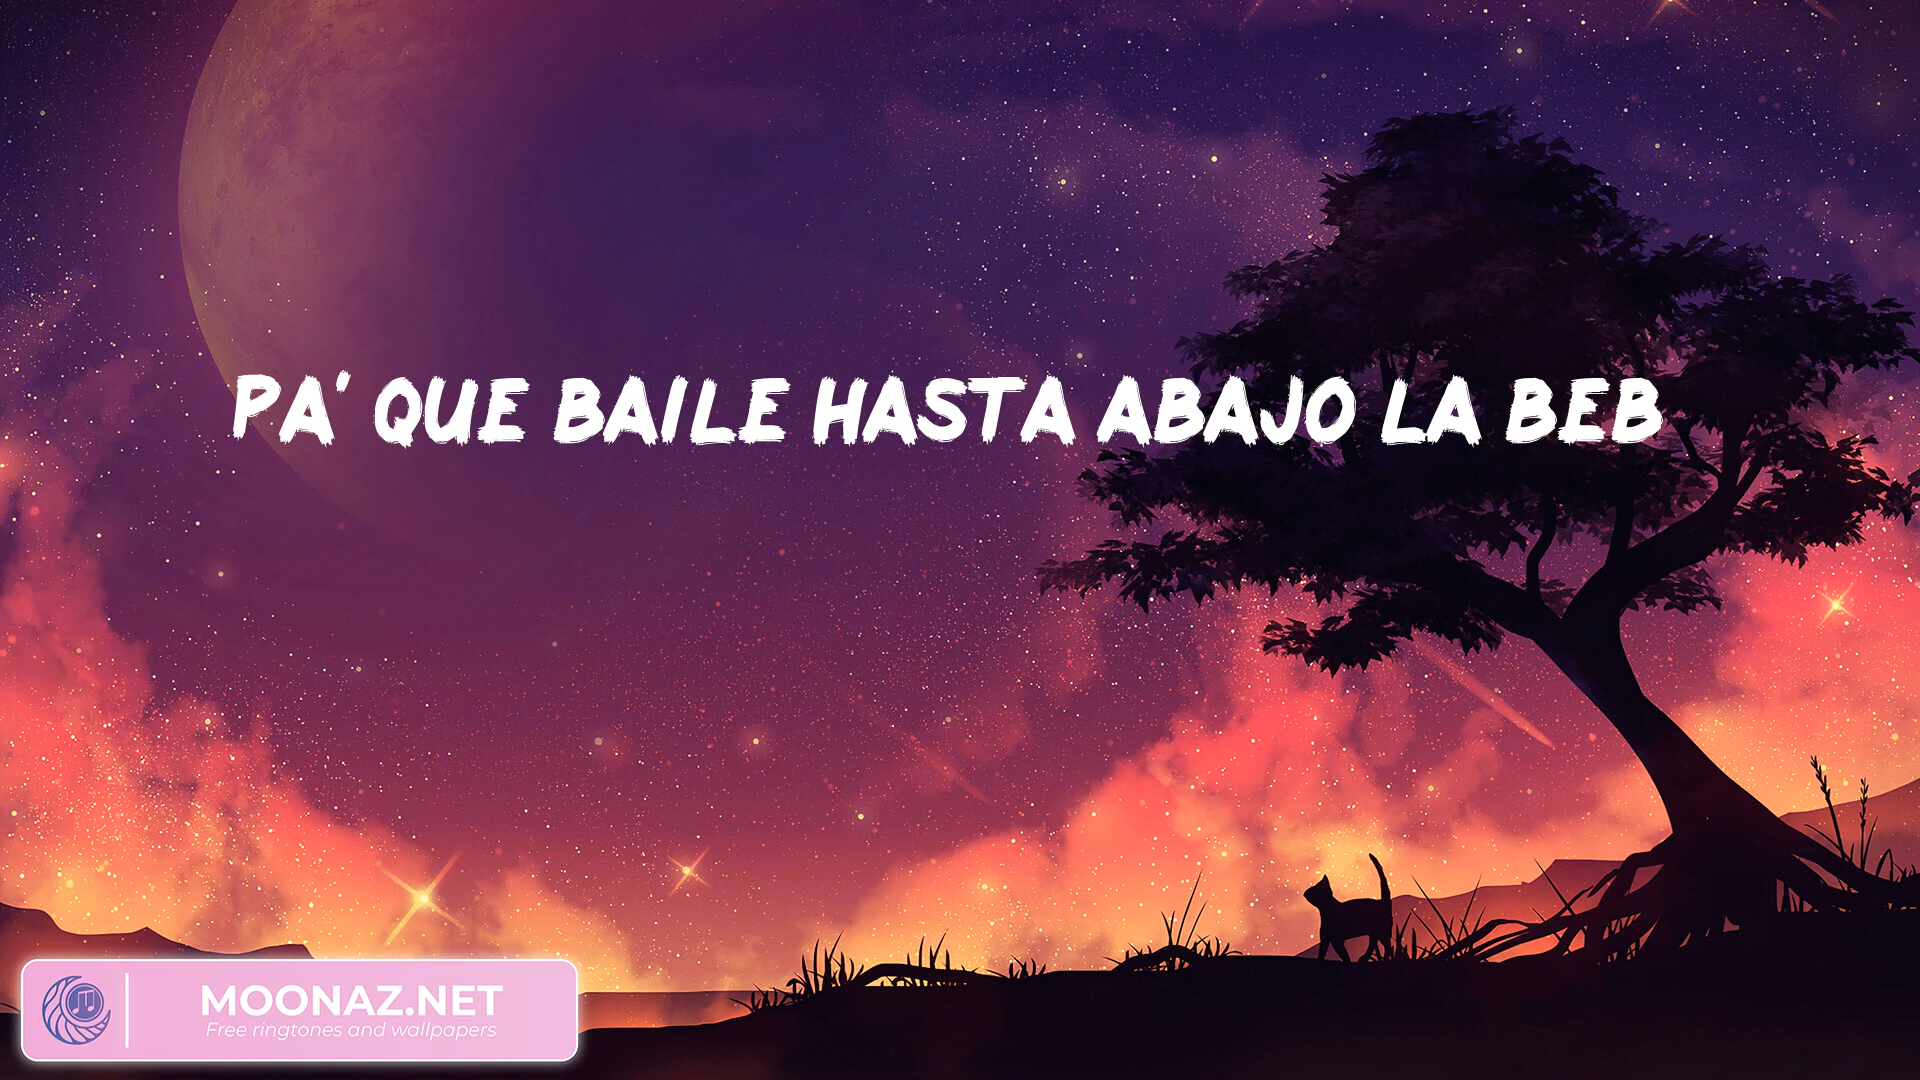 PA' QUE BAILE HASTA ABAJO LA BEB
MOONAZ.NET
Free ringtones and wallpapers